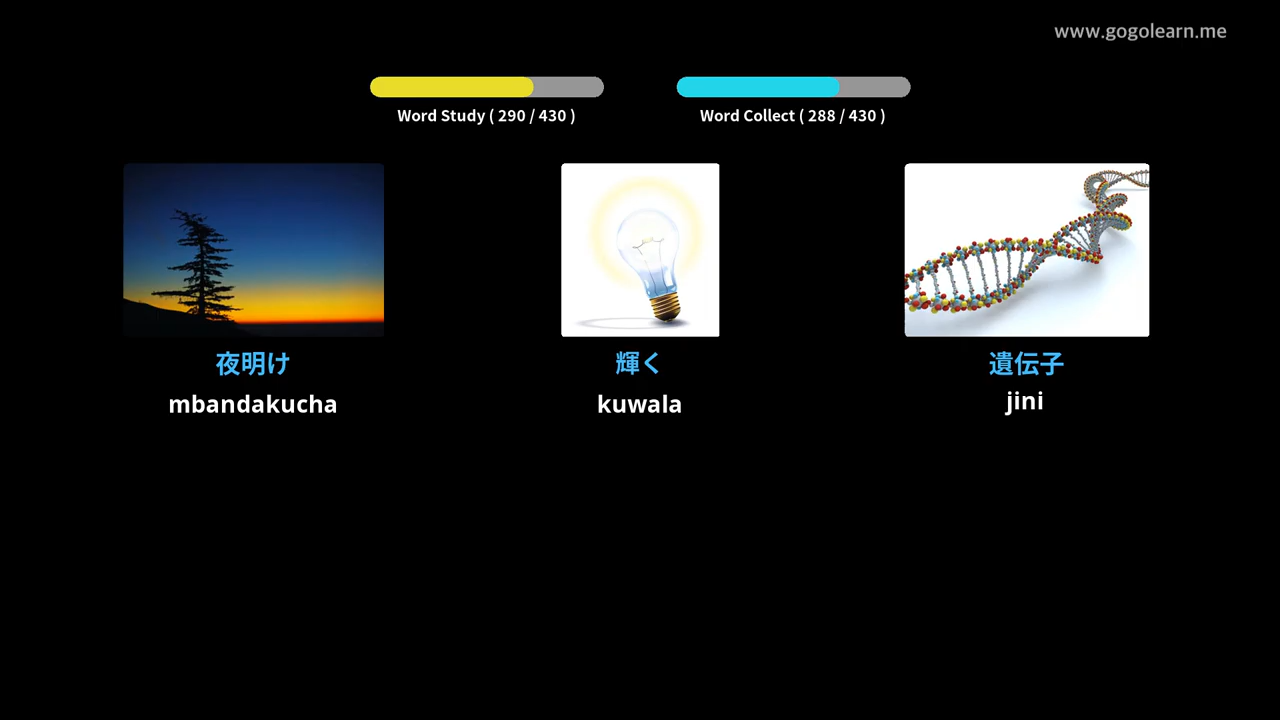 www.gogolearn.me
Word Study ( 290 / 430 )
Word Collect ( 288 / 430 )
夜明け
輝く
遺伝子
mbandakucha
kuwala
jini